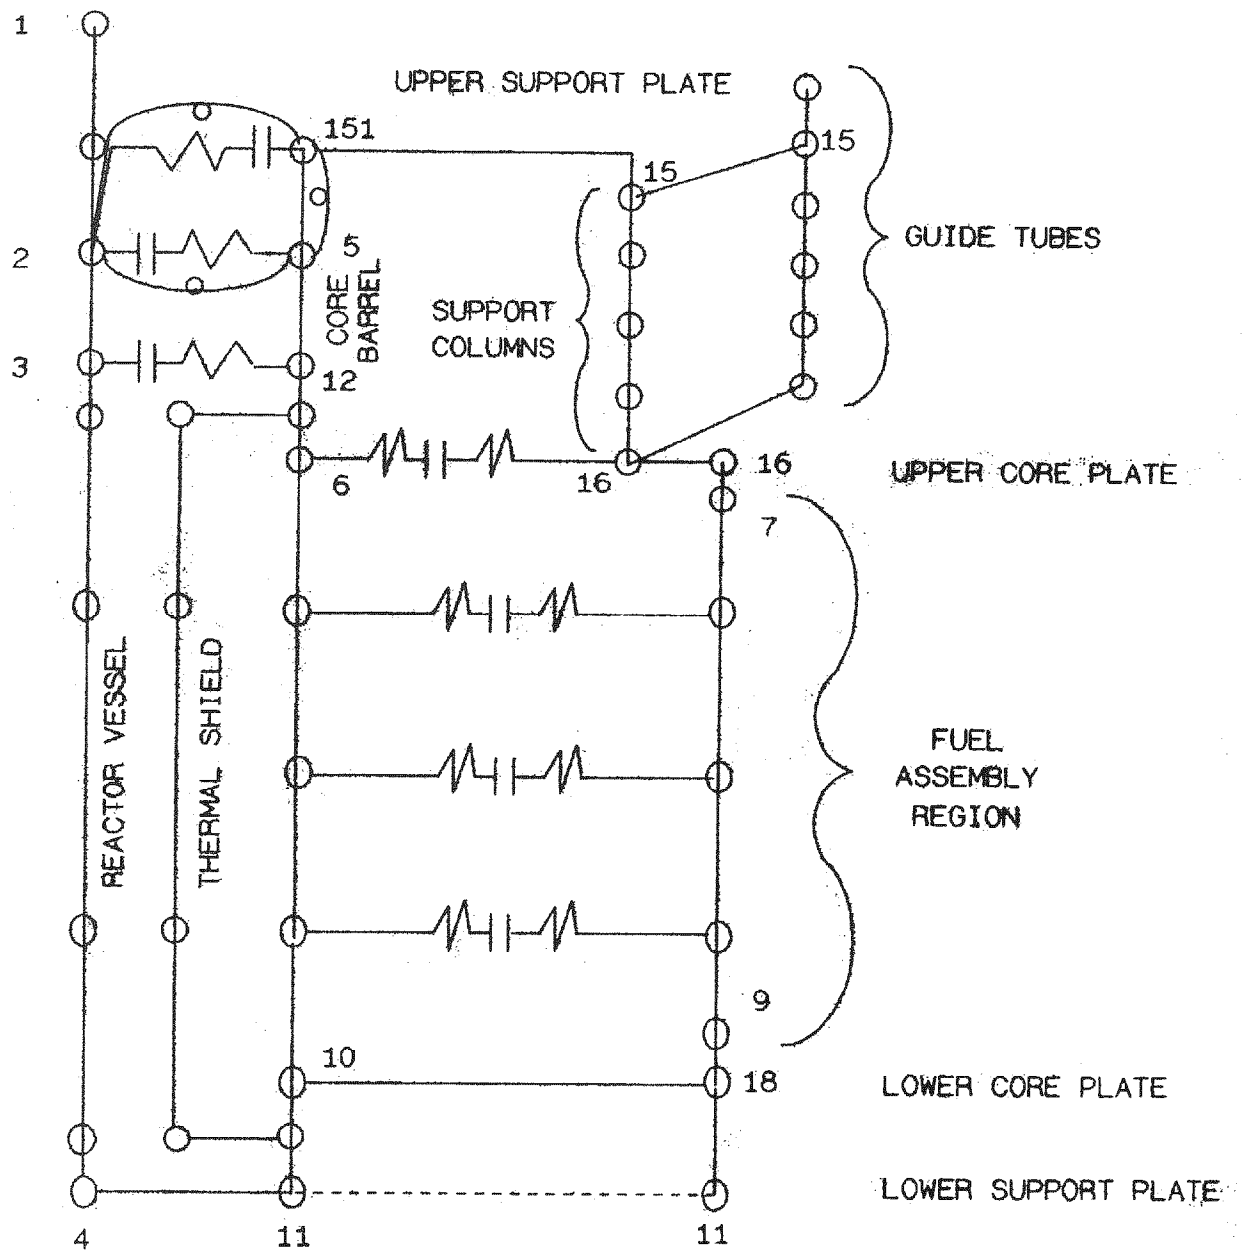 1
UPPER SUPPORT PLATE
151
15
15
2
5
GUIDE TUBES
CORE
BARREL
SUPPORT
COLUMNS
3
12
6
16
16
UPPER CORE PLATE
7
REACTOR VESSEL
THERMAL SHIELD
FUEL
ASSEMBLY
REGION
9
10
18
LOWER CORE PLATE
LOWER SUPPORT PLATE
4
11
11